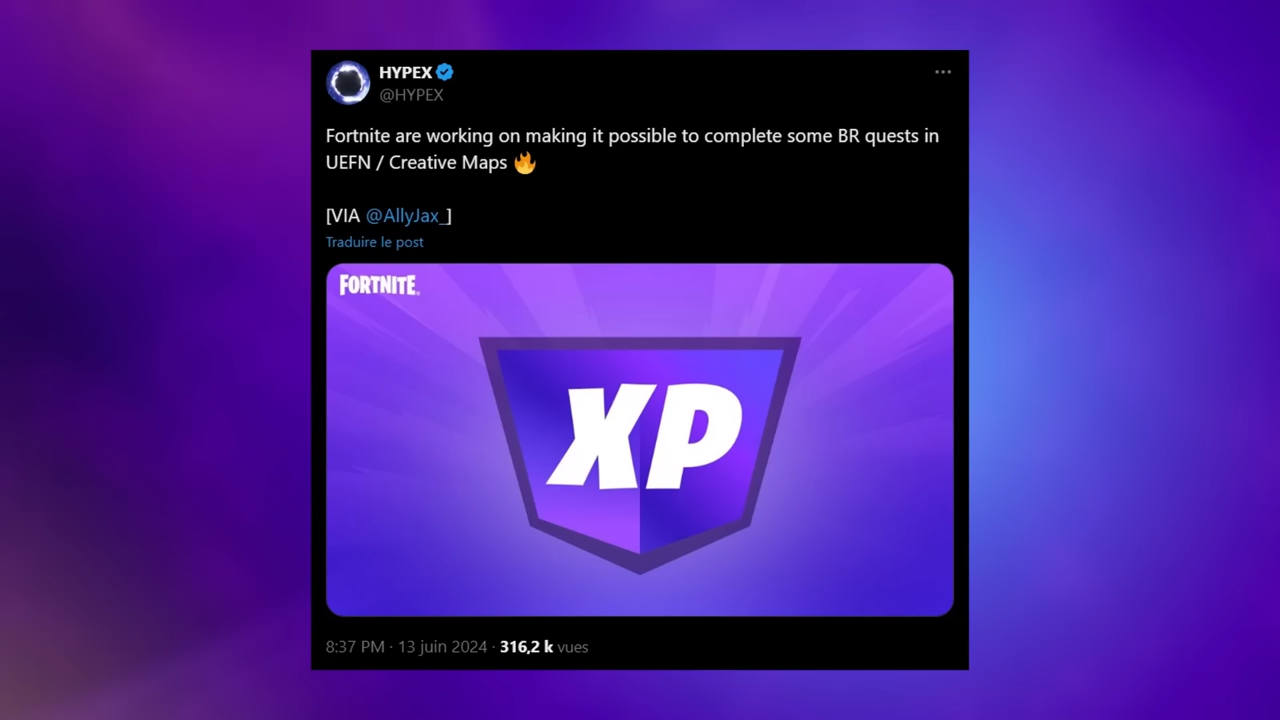 HYPEX
@HYPEX
Fortnite are working on making it possible to complete some BR quests in
UEFN / Creative Maps 🔥
[VIA @AllyJax_]
Traduire le post
FORTNITE
XP
8:37 PM · 13 juin 2024 · 316,2 k vues